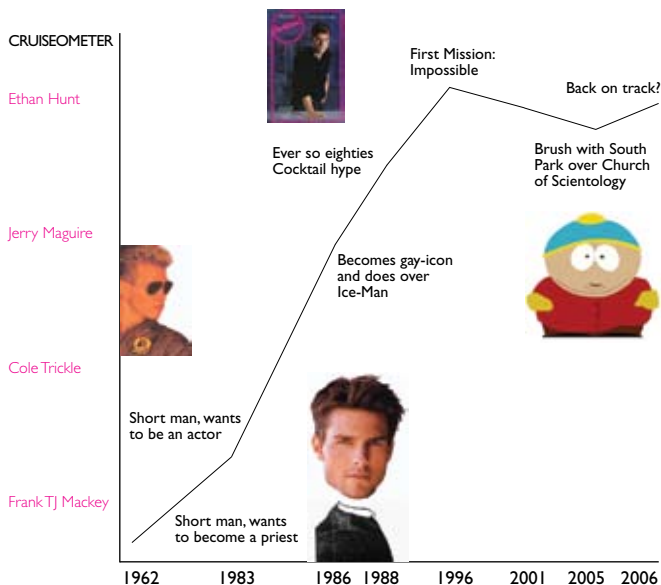 CRUISEOMETER
First Mission:
Impossible
Back on track?
Ethan Hunt
Ever so eighties
Cocktail hype
Brush with South
Park over Church
of Scientology
Jerry Maguire
Becomes gay-icon
and does over
Ice-Man
Cole Trickle
Short man, wants
to be an actor
Frank TJ Mackey
Short man, wants
to become a priest
1962 1983 1986 1988 1996 2001 2005 2006